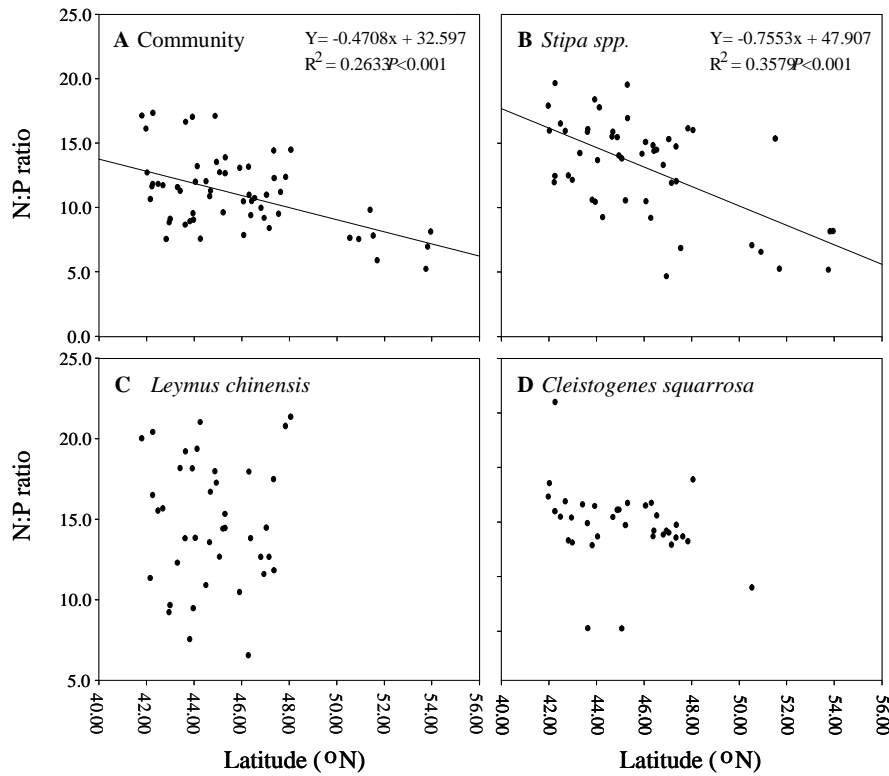 25.0
20.0
15.0
10.0
5.0
0.0
N:P ratio
A Community
Y= -0.4708x + 32.597
R2 = 0.2633P<0.001
B Stipa spp.
Y= -0.7553x + 47.907
R2 = 0.3579P<0.001
25.0
20.0
15.0
10.0
5.0
N:P ratio
C Leymus chinensis
D Cleistogenes squarrosa
40.00 42.00 44.00 46.00 48.00 50.00 52.00 54.00 56.00
40.00 42.00 44.00 46.00 48.00 50.00 52.00 54.00 56.00
Latitude (ON)
Latitude (ON)